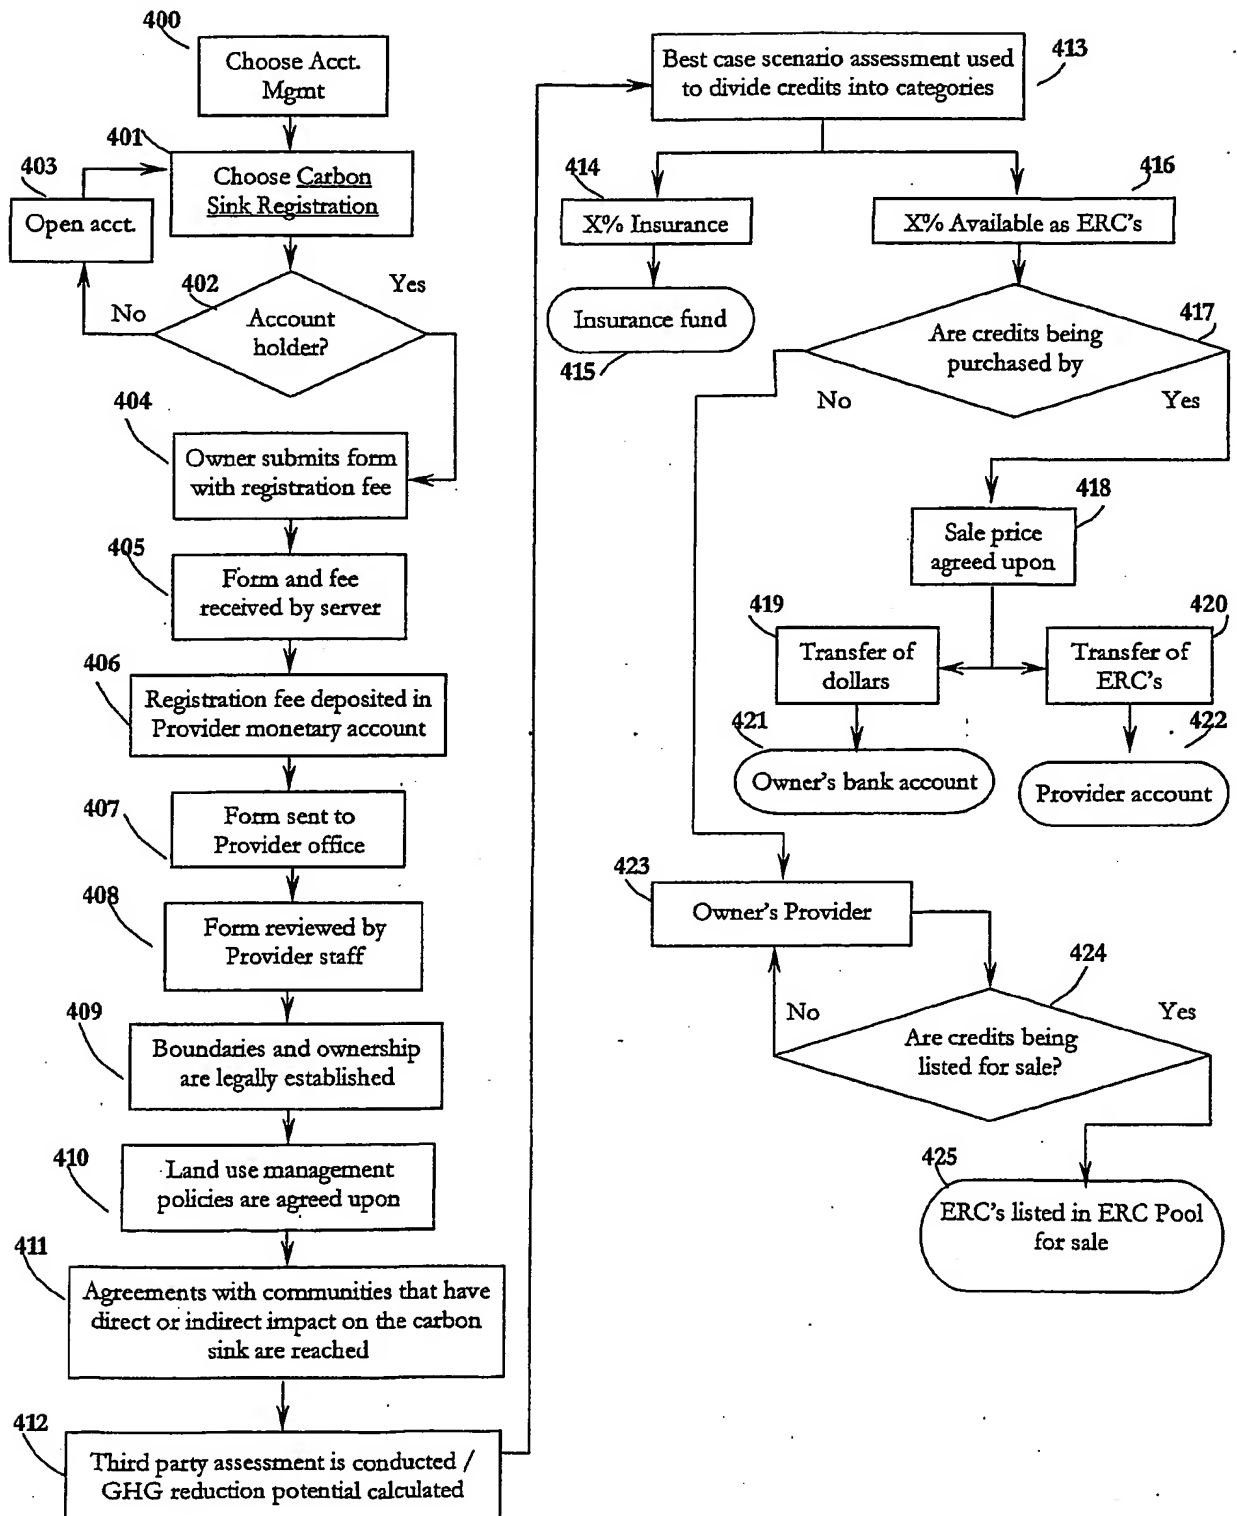 400
Choose Acct.
Mgmt
401
Choose Carbon
Sink Registration
403
Open acct.
402
Account
holder?
No
Yes
404
Owner submits form
with registration fee
405
Form and fee
received by server
406
Registration fee deposited in
Provider monetary account
407
Form sent to
Provider office
408
Form reviewed by
Provider staff
409
Boundaries and ownership
are legally established
410
Land use management
policies are agreed upon
411
Agreements with communities that have
direct or indirect impact on the carbon
sink are reached
412
Third party assessment is conducted /
GHG reduction potential calculated
413
Best case scenario assessment used
to divide credits into categories
414
X% Insurance
Insurance fund
415
416
X% Available as ERC's
417
Are credits being
purchased by
No
Yes
418
Sale price
agreed upon
419
Transfer of
dollars
420
Transfer of
ERC's
421
Owner's bank account
422
Provider account
423
Owner's Provider
424
Are credits being
listed for sale?
No
Yes
425
ERC's listed in ERC Pool
for sale